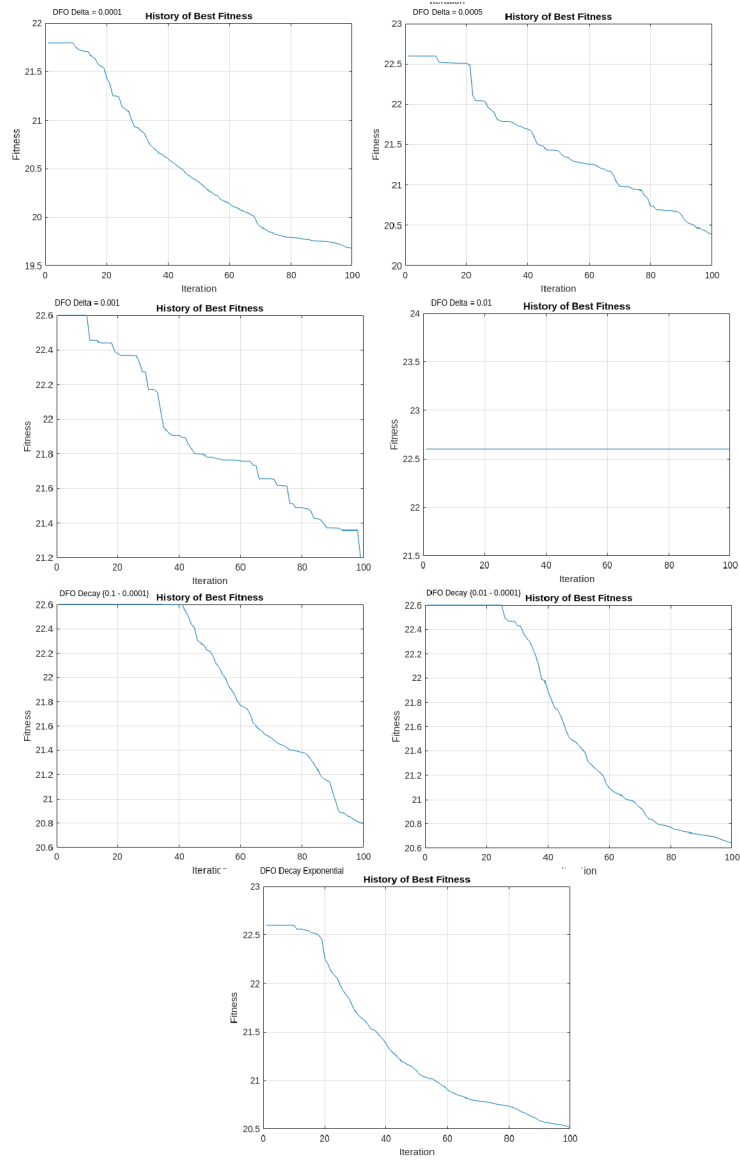 DFO Delta = 0.0001
History of Best Fitness
22
21.5
21
20.5
20
19.5
Fitness
0 20 40 60 80 100
Iteration
DFO Delta = 0.0005
History of Best Fitness
23
22.5
22
21.5
21
20.5
20
Fitness
0 20 40 60 80 100
Iteration
DFO Delta = 0.001
History of Best Fitness
22.6
22.4
22.2
22
21.8
21.6
21.4
21.2
Fitness
0 20 40 60 80 100
Iteration
DFO Delta = 0.01
History of Best Fitness
24
23.5
23
22.5
22
21.5
Fitness
0 20 40 60 80 100
Iteration
DFO Decay {0.1 - 0.0001}
History of Best Fitness
22.6
22.4
22.2
22
21.8
21.6
21.4
21.2
21
20.8
20.6
Fitness
0 20 40 60 80 100
DFO Decay {0.01 - 0.0001}
History of Best Fitness
22.6
22.4
22.2
22
21.8
21.6
21.4
21.2
21
20.8
20.6
Fitness
0 20 40 60 80 100
ion
DFO Decay Exponential
History of Best Fitness
23
22.5
22
21.5
21
20.5
Fitness
0 20 40 60 80 100
Iteration